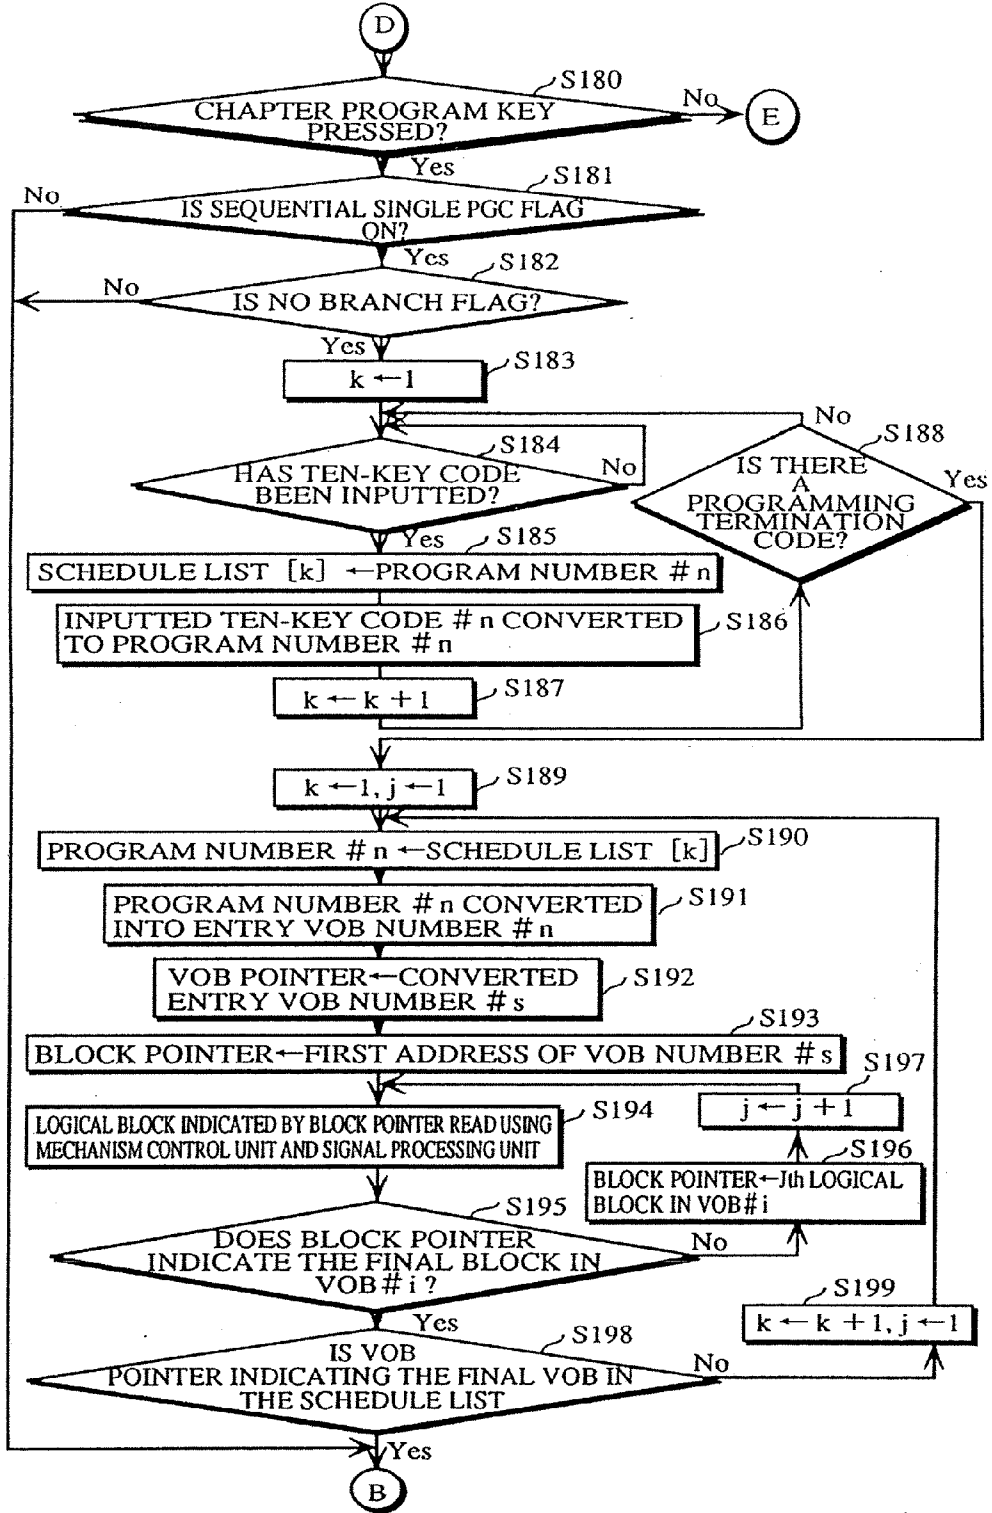 D
S180
CHAPTER PROGRAM KEY
PRESSED?
No
E
Yes
S181
No
IS SEQUENTIAL SINGLE PGC FLAG
ON?
Yes
S182
No
IS NO BRANCH FLAG?
Yes
S183
k ←1
No
S184
S188
HAS TEN-KEY CODE
BEEN INPUTTED?
No
IS THERE
A
PROGRAMMING
TERMINATION
CODE?
Yes
Yes
S185
SCHEDULE LIST [k] ←PROGRAM NUMBER #n
INPUTTED TEN-KEY CODE #n CONVERTED
TO PROGRAM NUMBER #n
S186
S187
k ← k + 1
S189
k ←1, j ←1
S190
PROGRAM NUMBER #n ←SCHEDULE LIST [k]
S191
PROGRAM NUMBER #n CONVERTED
INTO ENTRY VOB NUMBER #n
S192
VOB POINTER←CONVERTED
ENTRY VOB NUMBER #s
S193
BLOCK POINTER←FIRST ADDRESS OF VOB NUMBER #s
S197
j ← j + 1
S194
LOGICAL BLOCK INDICATED BY BLOCK POINTER READ USING
MECHANISM CONTROL UNIT AND SIGNAL PROCESSING UNIT
S196
BLOCK POINTER←Jth LOGICAL
BLOCK IN VOB#i
S195
DOES BLOCK POINTER
INDICATE THE FINAL BLOCK IN
VOB#i?
No
S199
k ← k + 1, j ←1
Yes
S198
IS VOB
POINTER INDICATING THE FINAL VOB IN
THE SCHEDULE LIST
No
Yes
B